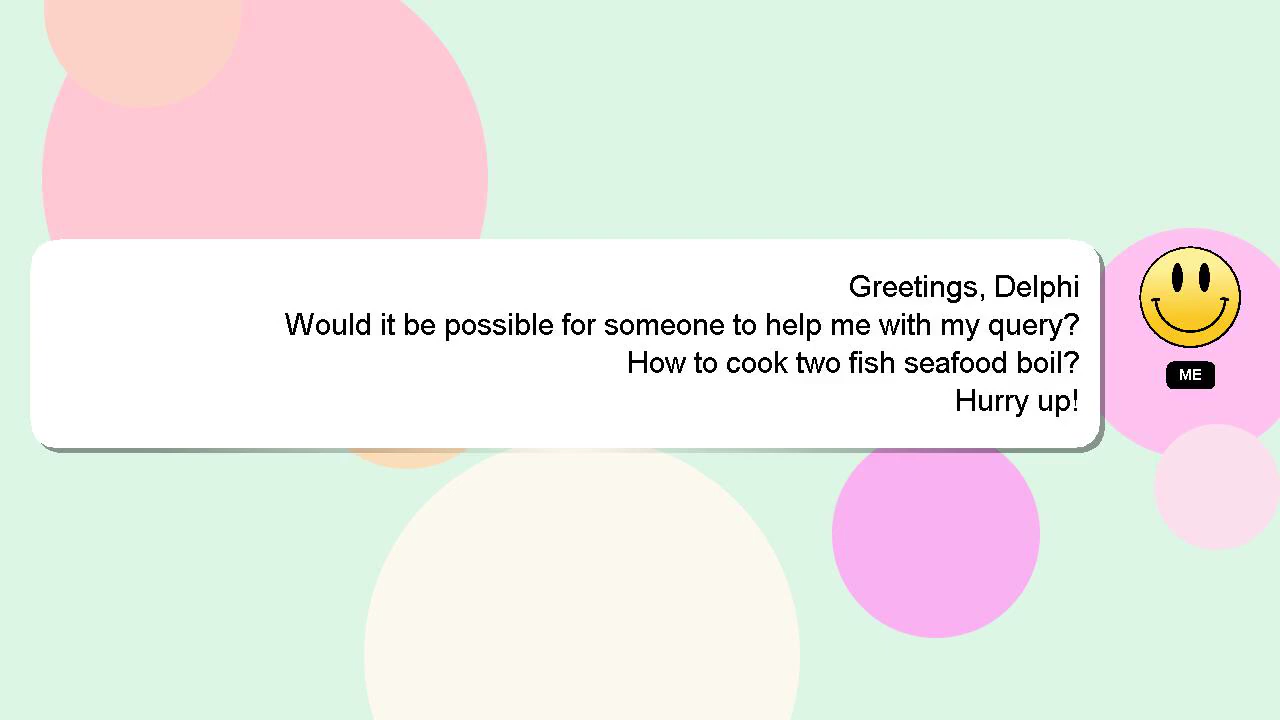 Greetings, Delphi
Would it be possible for someone to help me with my query?
How to cook two fish seafood boil?
Hurry up!
ME